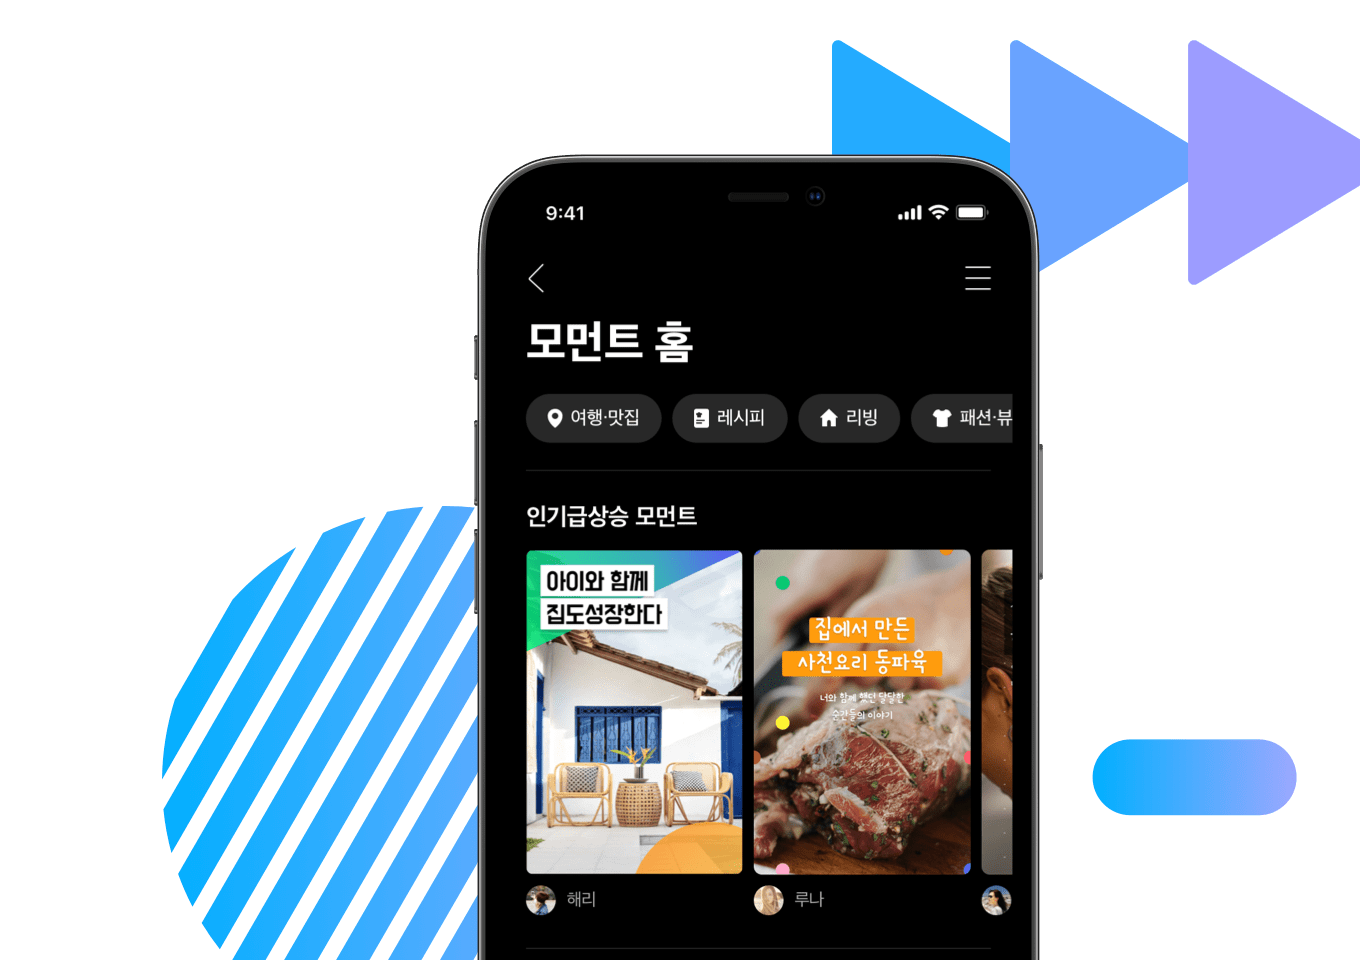 9:41
모먼트 홈
여행·맛집
레시피
리빙
패션·뷰
인기급상승 모먼트
아이와 함께
집도성장한다
집에서 만든
사천요리 동파육
너와 함께 했던 달달한
순간들의 이야기
해리
루나